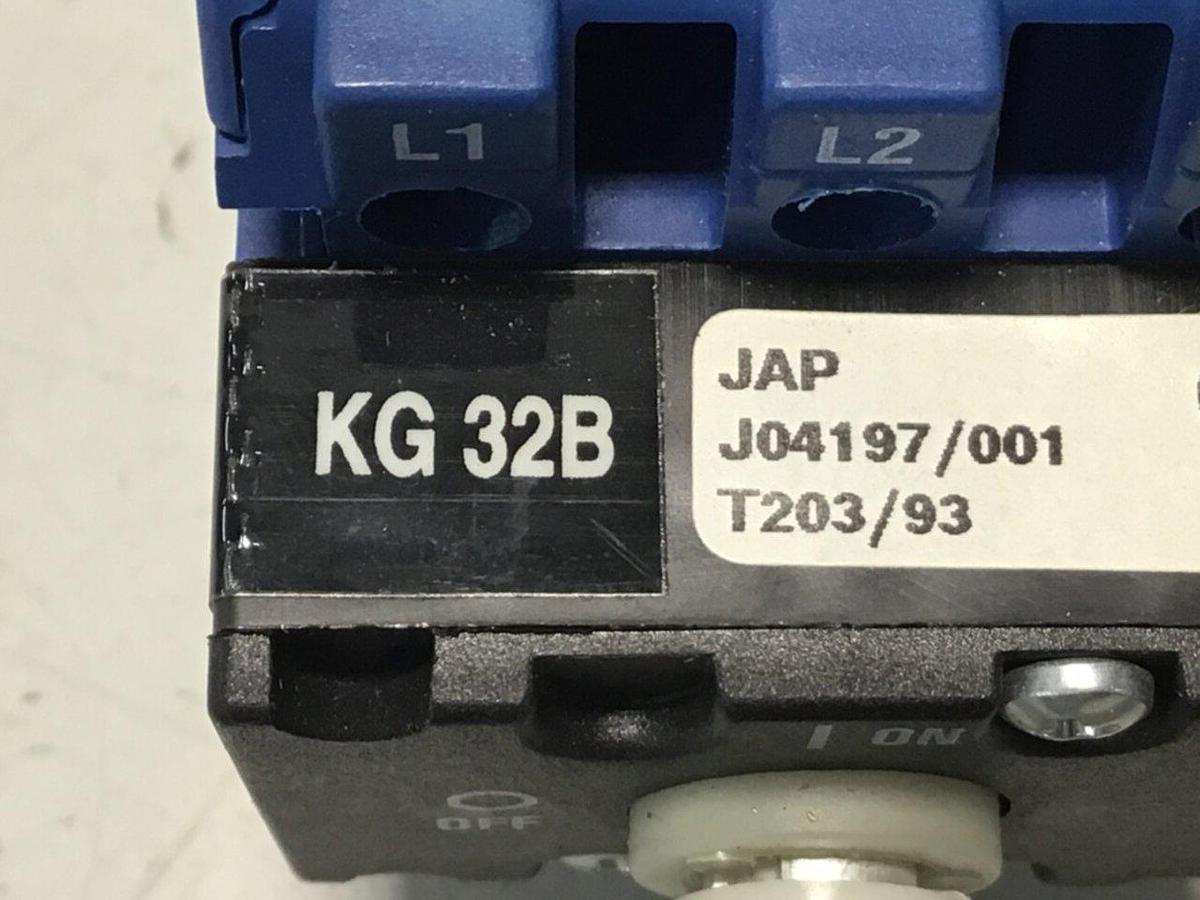 L1
L2
KG 32B
JAP
J04197/001
T203/93
I ON
O
OFF